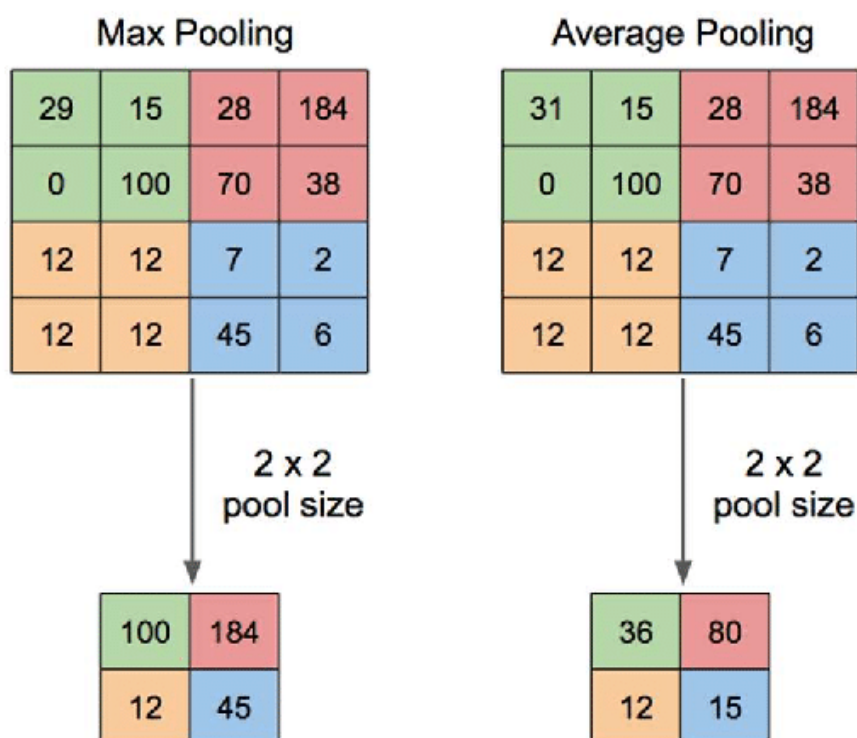 Max Pooling
29 15 28 184
0 100 70 38
12 12 7 2
12 12 45 6
2 x 2
pool size
100 184
12 45
Average Pooling
31 15 28 184
0 100 70 38
12 12 7 2
12 12 45 6
2 x 2
pool size
36 80
12 15